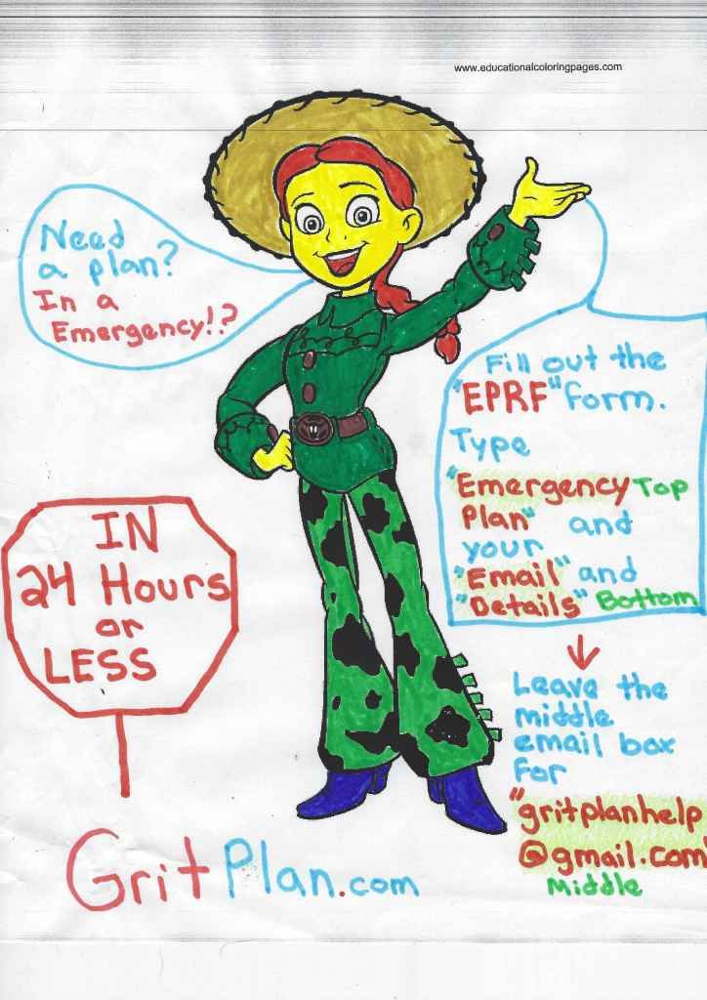 www.educationalcoloringpages.com
Need
a plan?
In a
Emergency!.?
Fill out the
"EPRF" form.
Type
"Emergency Top
Plan" and
your
"Email" and
"Details" Bottom
IN
24 Hours
or
LESS
Leave the
middle
email box
for
"gritplanhelp
@gmail.com"
Middle
GritPlan.com